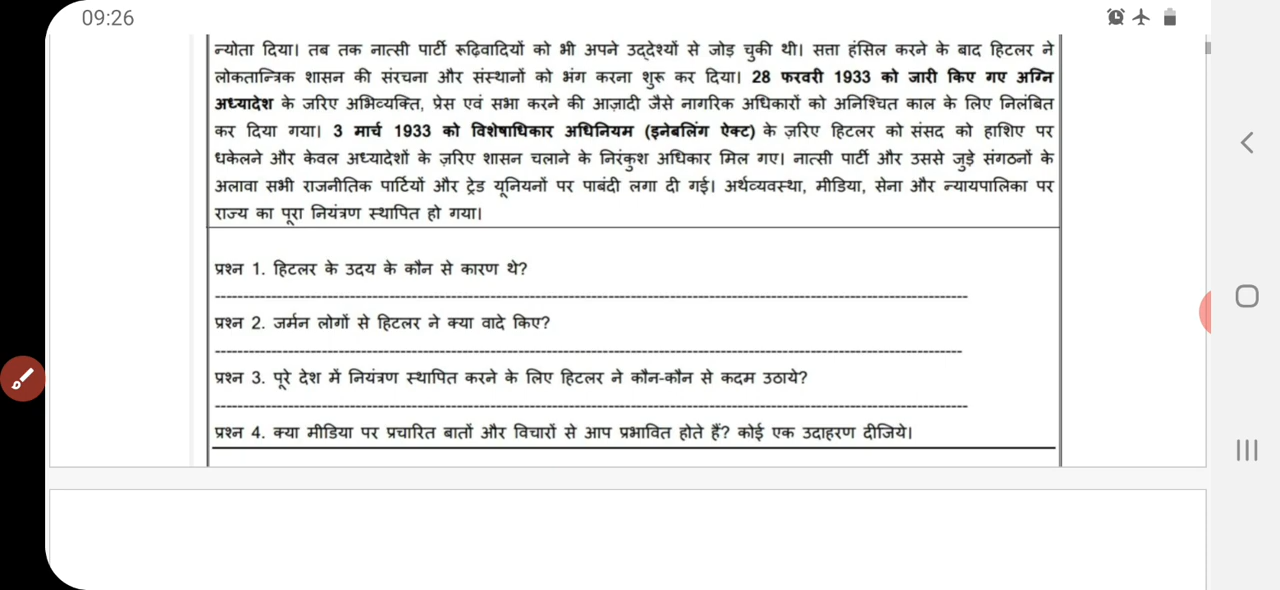 09:26
न्योता दिया। तब तक नात्सी पार्टी रूढ़िवादियों को भी अपने उद्देश्यों से जोड़ चुकी थी। सत्ता हंसिल करने के बाद हिटलर ने
लोकतान्त्रिक शासन की संरचना और संस्थानों को भंग करना शुरू कर दिया। 28 फरवरी 1933 को जारी किए गए अग्नि
अध्यादेश के जरिए अभिव्यक्ति, प्रेस एवं सभा करने की आज़ादी जैसे नागरिक अधिकारों को अनिश्चित काल के लिए निलंबित
कर दिया गया। 3 मार्च 1933 को विशेषाधिकार अधिनियम (इनेबलिंग ऐक्ट) के ज़रिए हिटलर को संसद को हाशिए पर
धकेलने और केवल अध्यादेशों के ज़रिए शासन चलाने के निरंकुश अधिकार मिल गए। नात्सी पार्टी और उससे जुड़े संगठनों के
अलावा सभी राजनीतिक पार्टियों और ट्रेड यूनियनों पर पाबंदी लगा दी गई। अर्थव्यवस्था, मीडिया, सेना और न्यायपालिका पर
राज्य का पूरा नियंत्रण स्थापित हो गया।
प्रश्न 1. हिटलर के उदय के कौन से कारण थे?
प्रश्न 2. जर्मन लोगों से हिटलर ने क्या वादे किए?
प्रश्न 3. पूरे देश में नियंत्रण स्थापित करने के लिए हिटलर ने कौन-कौन से कदम उठाये?
प्रश्न 4. क्या मीडिया पर प्रचारित बातों और विचारों से आप प्रभावित होते हैं? कोई एक उदाहरण दीजिये।